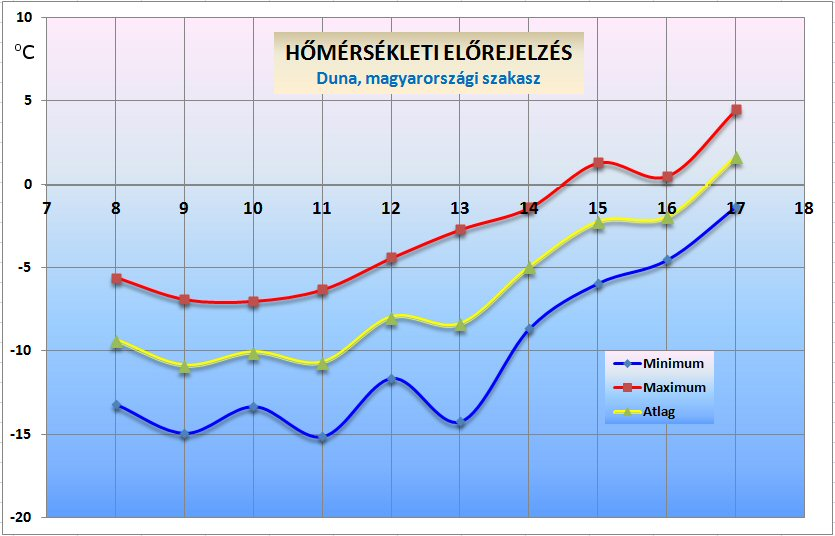 10
ºC
HŐMÉRSÉKLETI ELŐREJELZÉS
Duna, magyarországi szakasz
5
0
7 8 9 10 11 12 13 14 15 16 17 18
-5
-10
Minimum
Maximum
Atlag
-15
-20